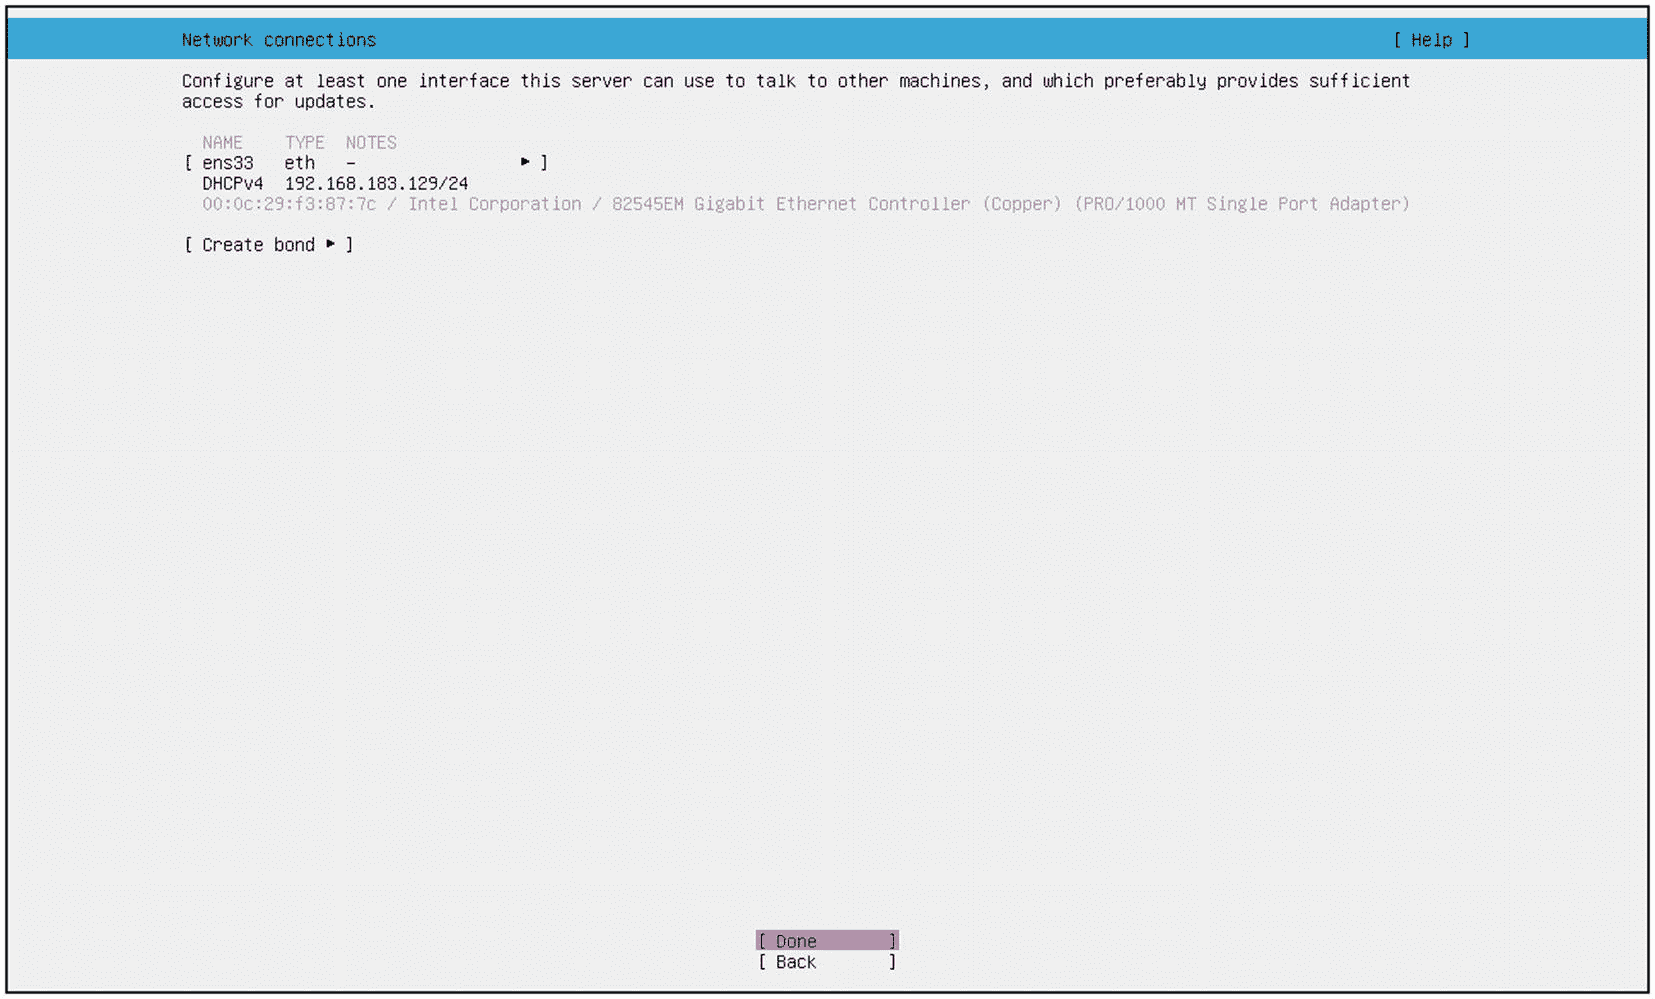 Network connections [ Help ]
Configure at least one interface this server can use to talk to other machines, and which preferably provides sufficient
access for updates.
NAME TYPE NOTES
[ ens33 eth - ▸ ]
DHCPv4 192.168.183.129/24
00:0c:29:f3:87:7c / Intel Corporation / 82545EM Gigabit Ethernet Controller (Copper) (PRO/1000 MT Single Port Adapter)
[ Create bond ▸ ]
[ Done ]
[ Back ]